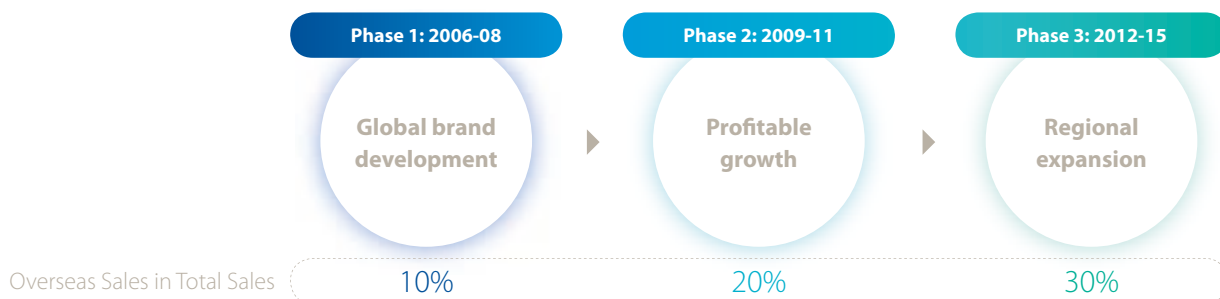 Phase 1: 2006-08
Phase 2: 2009-11
Phase 3: 2012-15
Global brand
development
Profitable
growth
Regional
expansion
Overseas Sales in Total Sales
10%
20%
30%